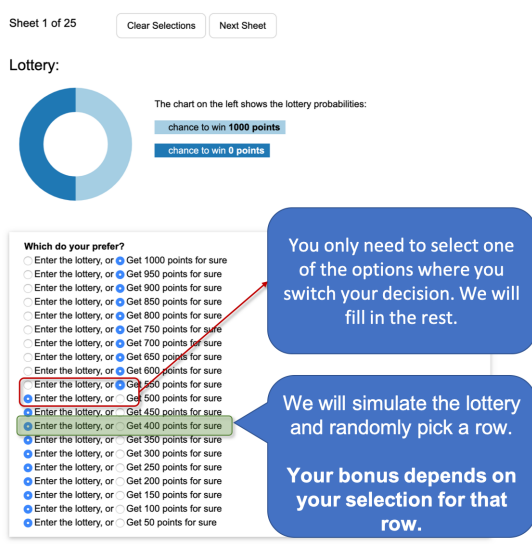 Sheet 1 of 25
Clear Selections
Next Sheet
Lottery:
The chart on the left shows the lottery probabilities:
chance to win 1000 points
chance to win 0 points
Which do your prefer?
Enter the lottery, or Get 1000 points for sure
Enter the lottery, or Get 950 points for sure
Enter the lottery, or Get 900 points for sure
Enter the lottery, or Get 850 points for sure
Enter the lottery, or Get 800 points for sure
Enter the lottery, or Get 750 points for sure
Enter the lottery, or Get 700 points for sure
Enter the lottery, or Get 650 points for sure
Enter the lottery, or Get 600 points for sure
Enter the lottery, or Get 550 points for sure
Enter the lottery, or Get 500 points for sure
Enter the lottery, or Get 450 points for sure
Enter the lottery, or Get 400 points for sure
Enter the lottery, or Get 350 points for sure
Enter the lottery, or Get 300 points for sure
Enter the lottery, or Get 250 points for sure
Enter the lottery, or Get 200 points for sure
Enter the lottery, or Get 150 points for sure
Enter the lottery, or Get 100 points for sure
Enter the lottery, or Get 50 points for sure
You only need to select one
of the options where you
switch your decision. We will
fill in the rest.
We will simulate the lottery
and randomly pick a row.
Your bonus depends on
your selection for that
row.